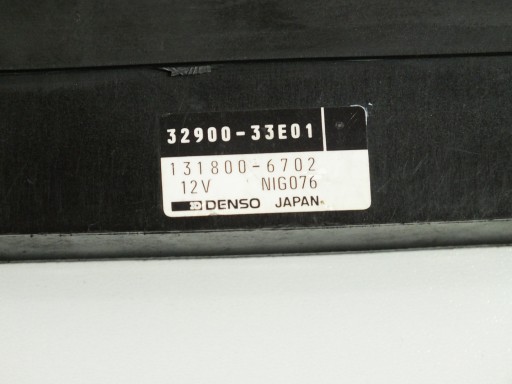 32900-33E01
131800-6702
12V NIG076
DENSO JAPAN